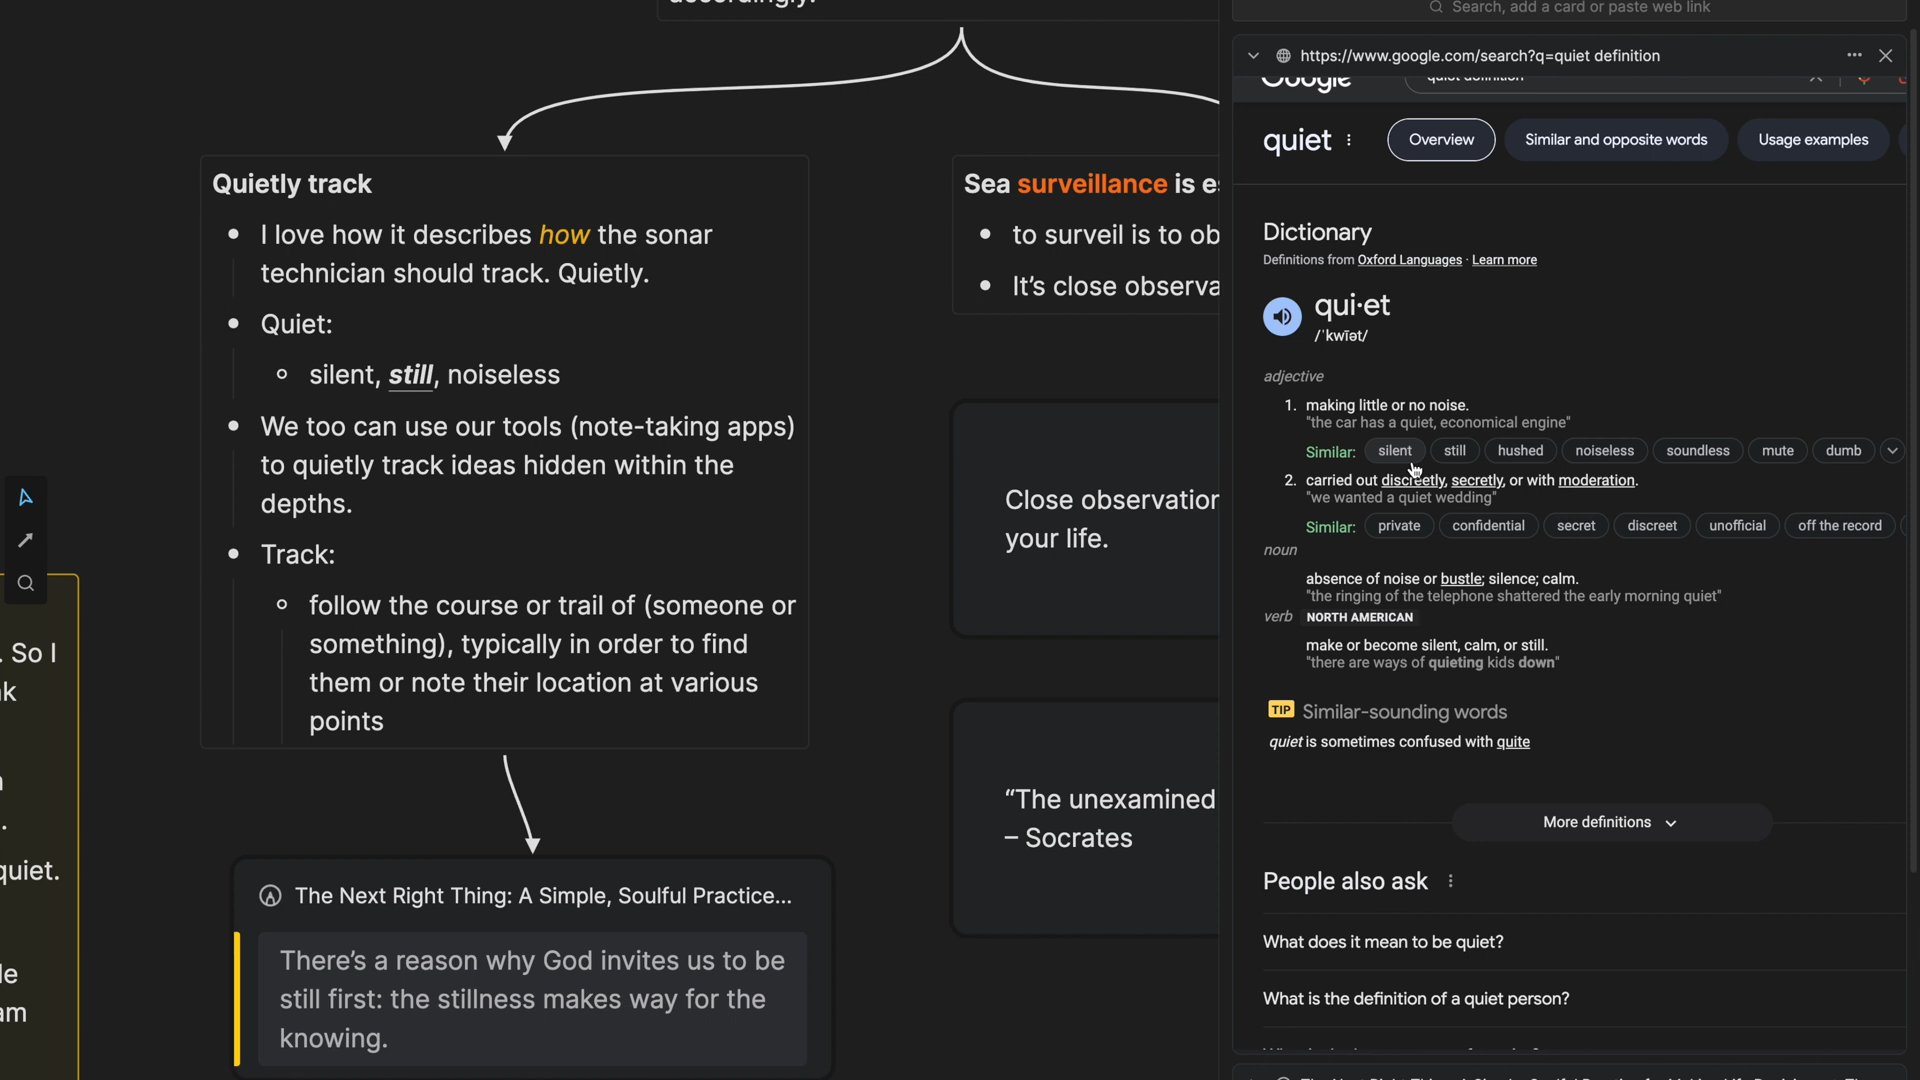 accordingly.
Quietly track
I love how it describes how the sonar
technician should track. Quietly.
Quiet:
silent, still, noiseless
We too can use our tools (note-taking apps)
to quietly track ideas hidden within the
depths.
Track:
follow the course or trail of (someone or
something), typically in order to find
them or note their location at various
points
The Next Right Thing: A Simple, Soulful Practice...
There's a reason why God invites us to be
still first: the stillness makes way for the
knowing.
. So I
quiet.
Sea surveillance is
to surveil is to
It's close
Close observation
your life.
"The unexamined
– Socrates
Search, add a card or paste web link
https://www.google.com/search?q=quiet definition
Google
quiet definition
quiet
Overview
Similar and opposite words
Usage examples
Dictionary
Definitions from Oxford Languages · Learn more
qui·et
/ˈkwīət/
adjective
1. making little or no noise.
"the car has a quiet, economical engine"
Similar: silent still hushed noiseless soundless mute dumb
2. carried out discreetly, secretly, or with moderation.
"we wanted a quiet wedding"
Similar: private confidential secret discreet unofficial off the record
noun
absence of noise or bustle; silence; calm.
"the ringing of the telephone shattered the early morning quiet"
verb NORTH AMERICAN
make or become silent, calm, or still.
"there are ways of quieting kids down"
TIP Similar-sounding words
quiet is sometimes confused with quite
More definitions
People also ask
What does it mean to be quiet?
What is the definition of a quiet person?